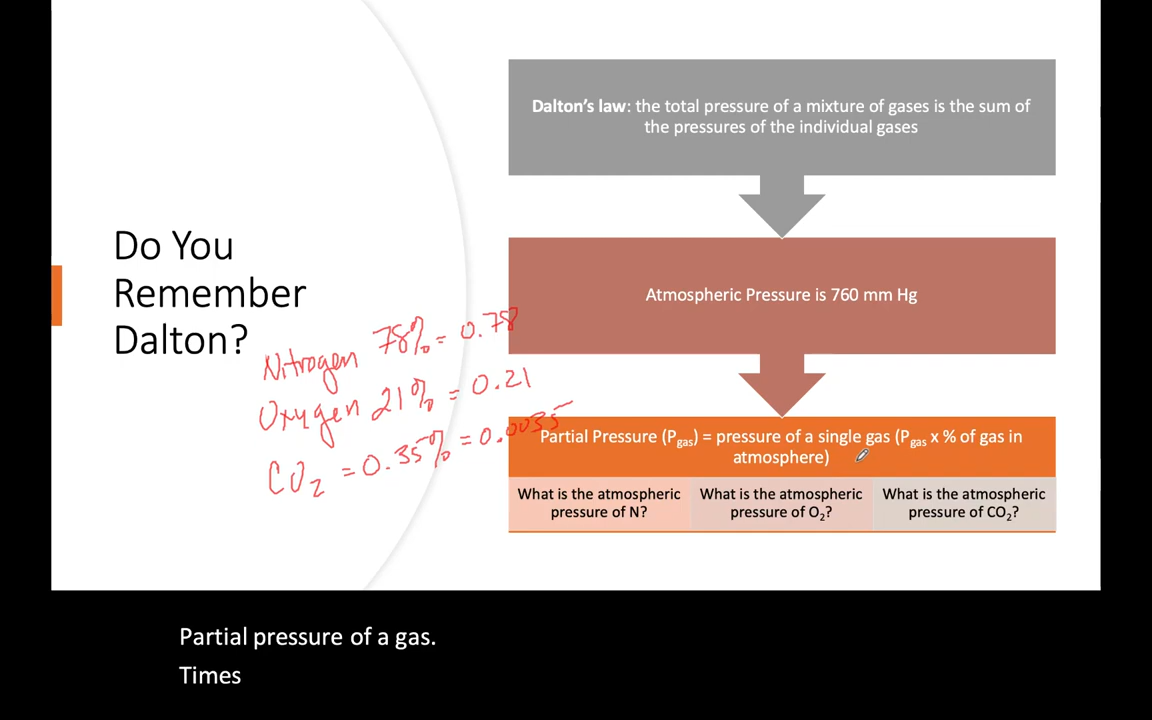 Do You
Remember
Dalton?
Nitrogen 78% = 0.78
Oxygen 21% = 0.21
CO₂ = 0.35% = 0.0035
Dalton's law: the total pressure of a mixture of gases is the sum of
the pressures of the individual gases
Atmospheric Pressure is 760 mm Hg
Partial Pressure (Pgas) = pressure of a single gas (Pgas x % of gas in
atmosphere)
What is the atmospheric
pressure of N?
What is the atmospheric
pressure of O₂?
What is the atmospheric
pressure of CO₂?
Partial pressure of a gas.
Times